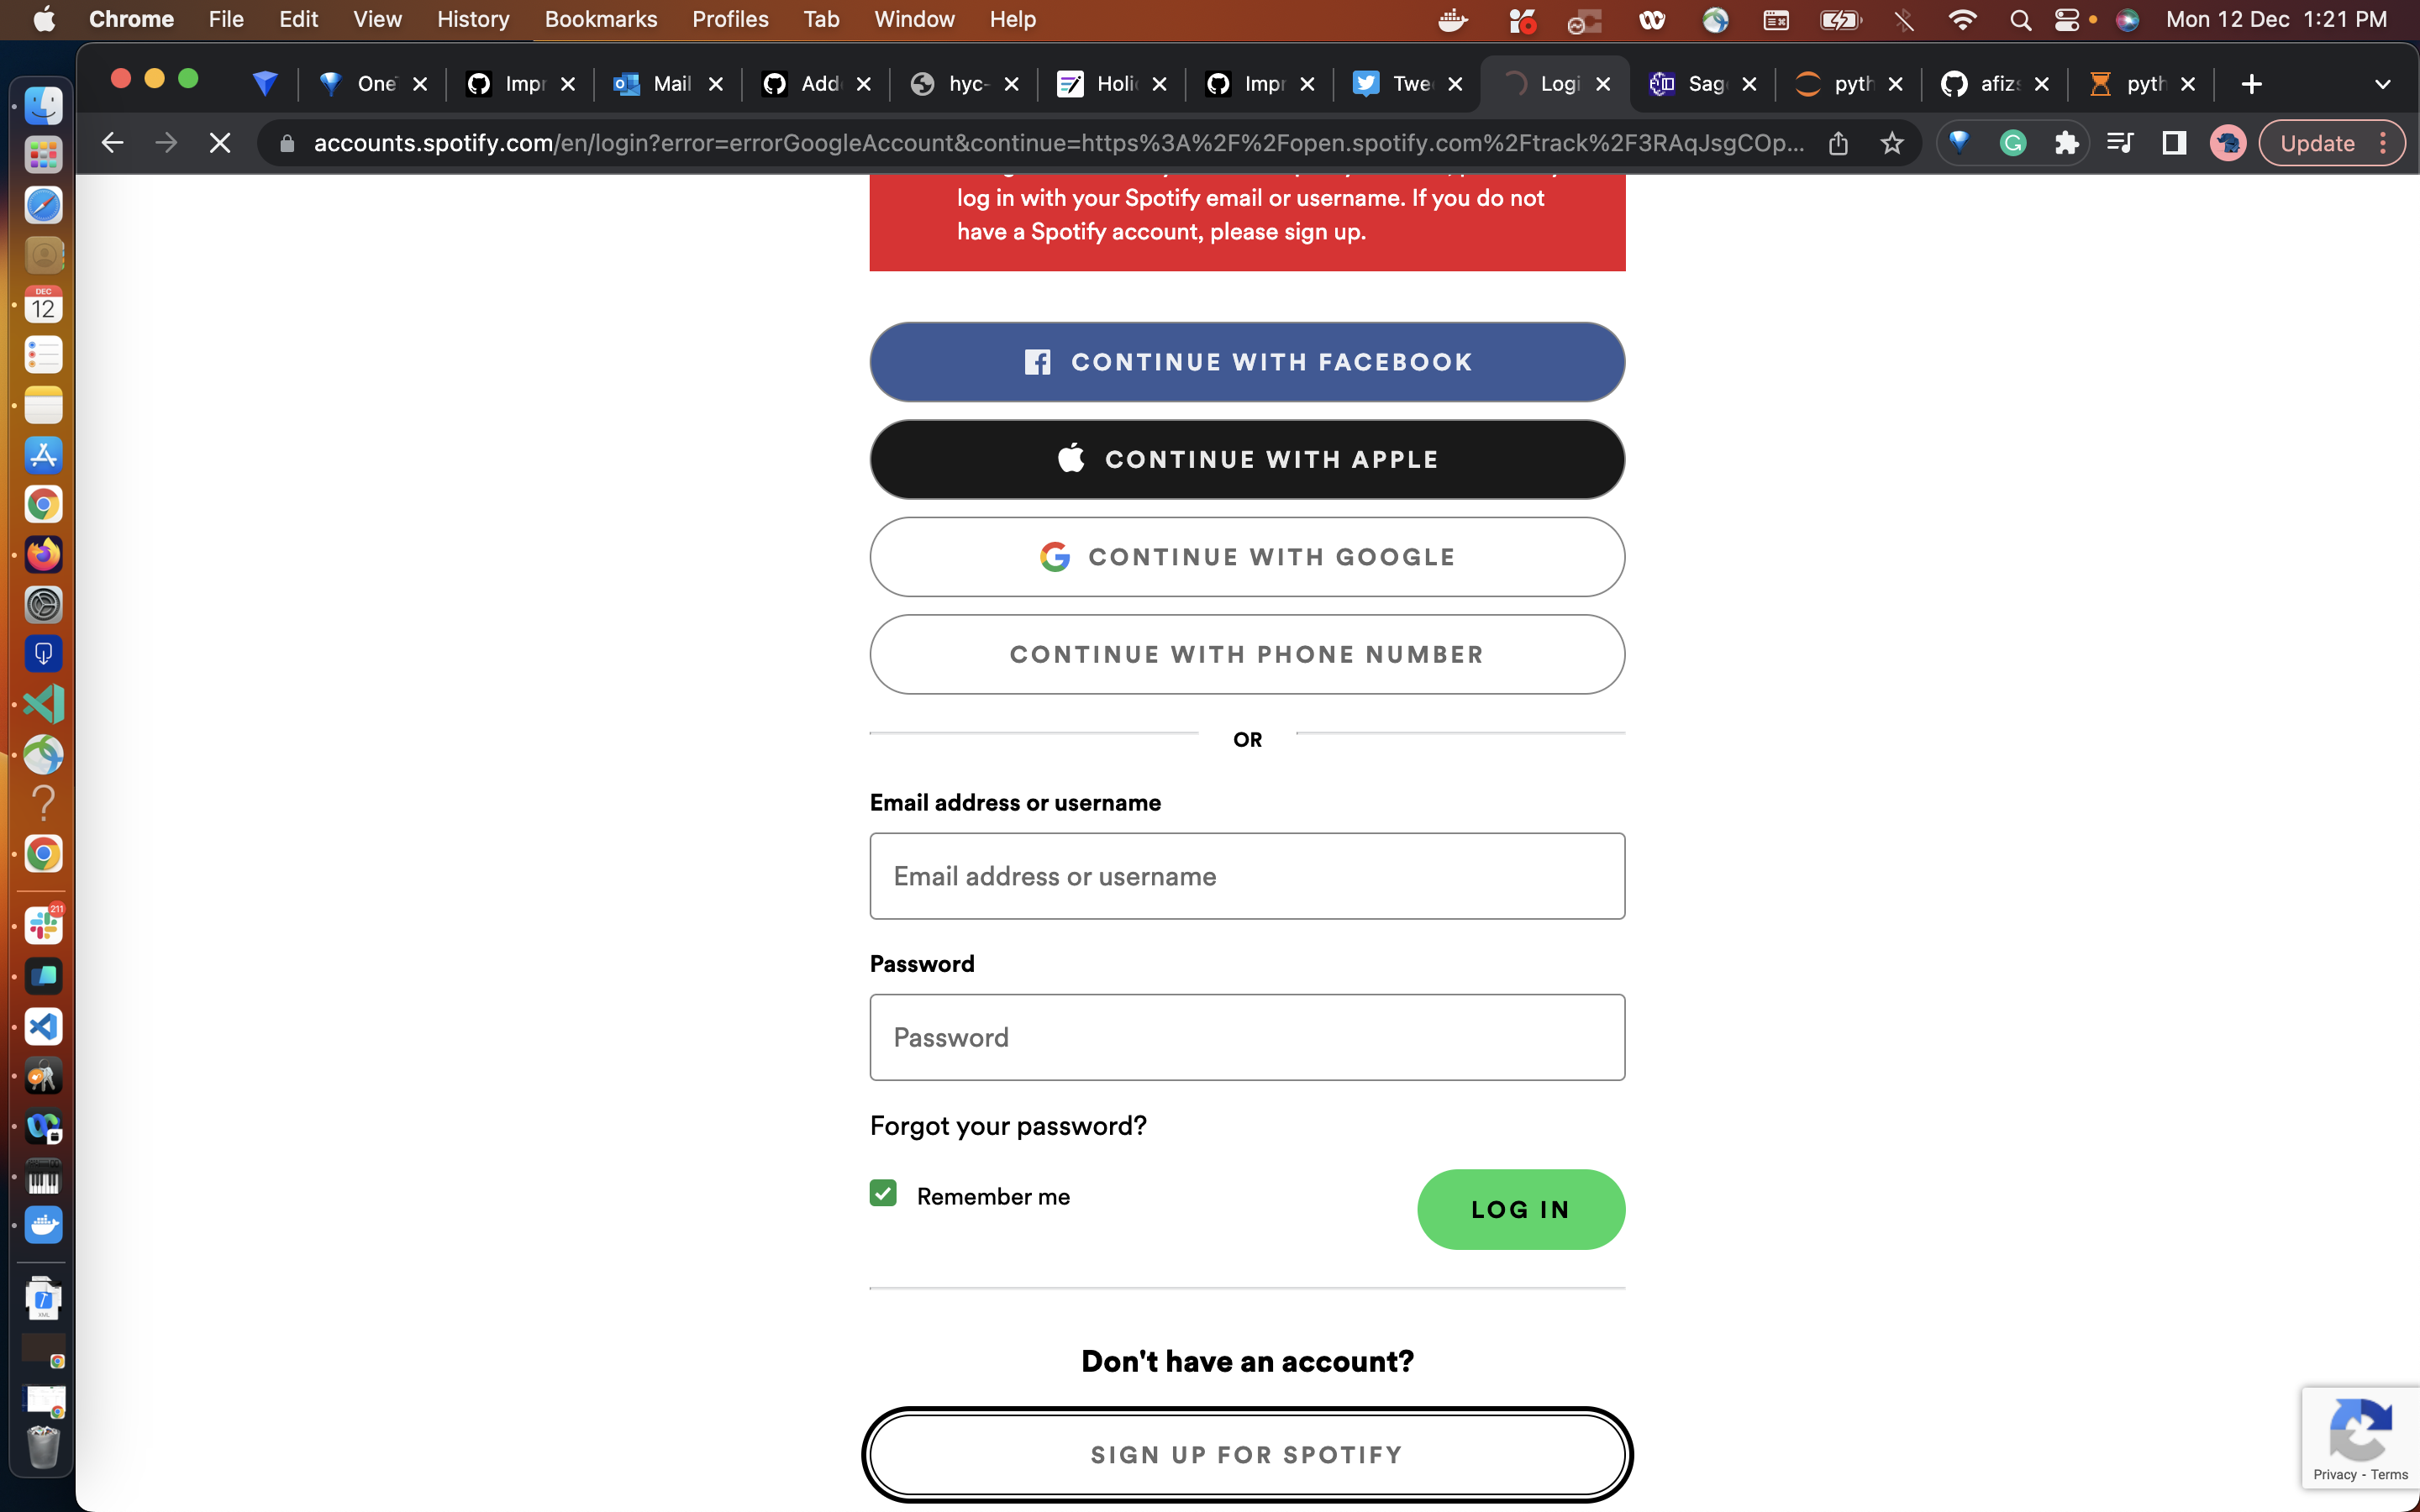 Chrome File Edit View History Bookmarks Profiles Tab Window Help Mon 12 Dec 1:21 PM
One Impr Mail Add hyc- Holi Impr Twe Logi Sag pyth afiz pyth
accounts.spotify.com/en/login?error=errorGoogleAccount&continue=https%3A%2F%2Fopen.spotify.com%2Ftrack%2F3RAqJsgCOp... Update
log in with your Spotify email or username. If you do not
have a Spotify account, please sign up.
DEC
12
CONTINUE WITH FACEBOOK
CONTINUE WITH APPLE
CONTINUE WITH GOOGLE
CONTINUE WITH PHONE NUMBER
OR
Email address or username
Email address or username
211
Password
Password
Forgot your password?
Remember me
LOG IN
XML
Don't have an account?
SIGN UP FOR SPOTIFY
Privacy - Terms